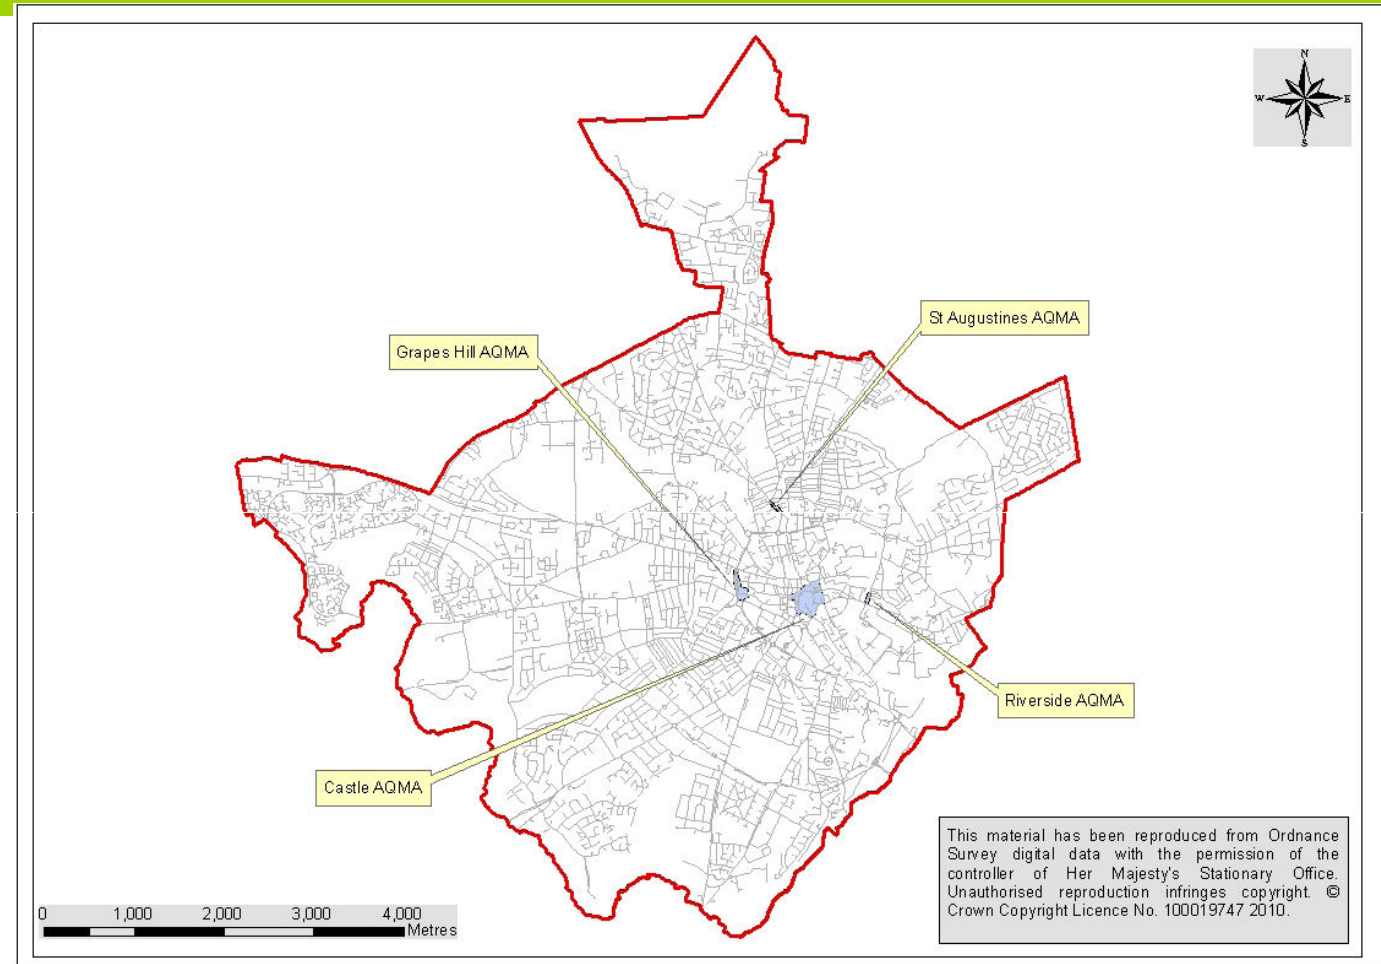 N
W E
S
St Augustines AQMA
Grapes Hill AQMA
Riverside AQMA
Castle AQMA
This material has been reproduced from Ordnance
Survey digital data with the permission of the
controller of Her Majesty's Stationary Office.
Unauthorised reproduction infringes copyright. ©
Crown Copyright Licence No. 100019747 2010.
0 1,000 2,000 3,000 4,000
Metres